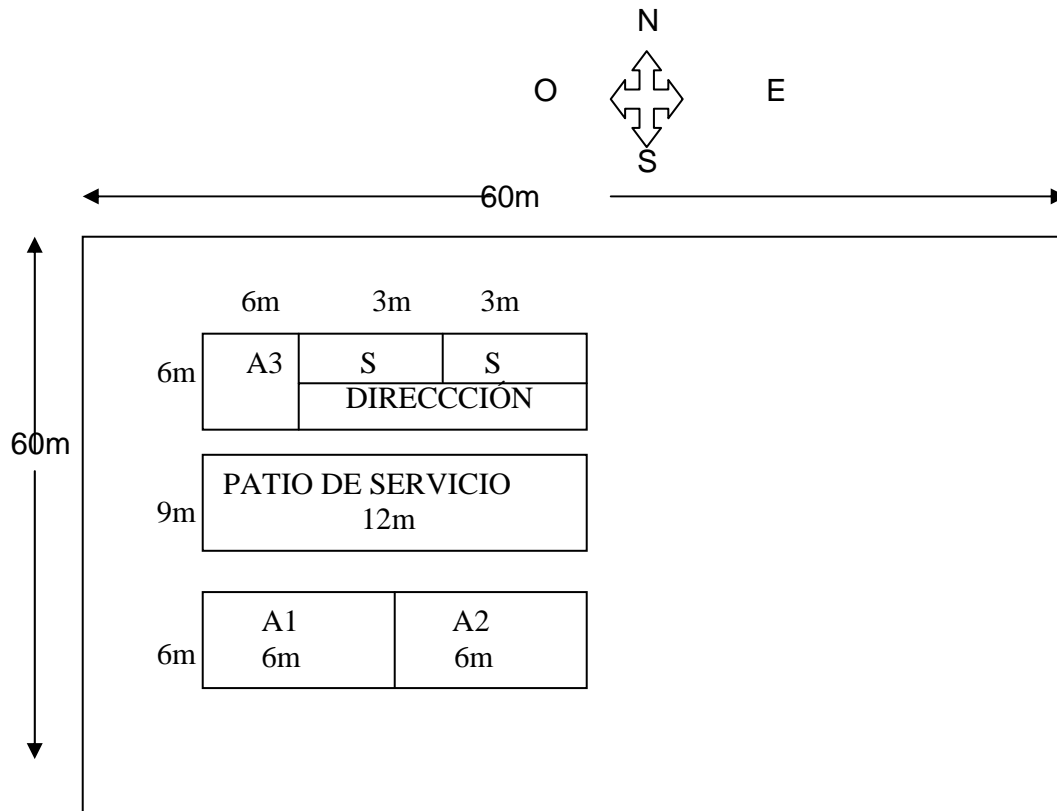 N
O E
S
60m
6m 3m 3m
6m A3 S S
DIRECCCIÓN
60m
PATIO DE SERVICIO
9m 12m
A1 A2
6m 6m 6m